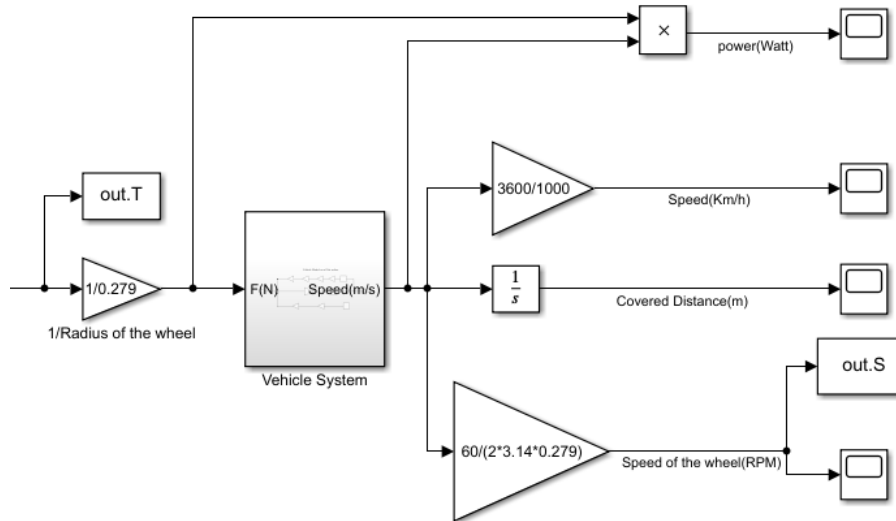 ×
power(Watt)
out.T
3600/1000
Speed(Km/h)
1/0.279
F(N)
Speed(m/s)
1
s
Covered Distance(m)
1/Radius of the wheel
Vehicle System
out.S
60/(2*3.14*0.279)
Speed of the wheel(RPM)